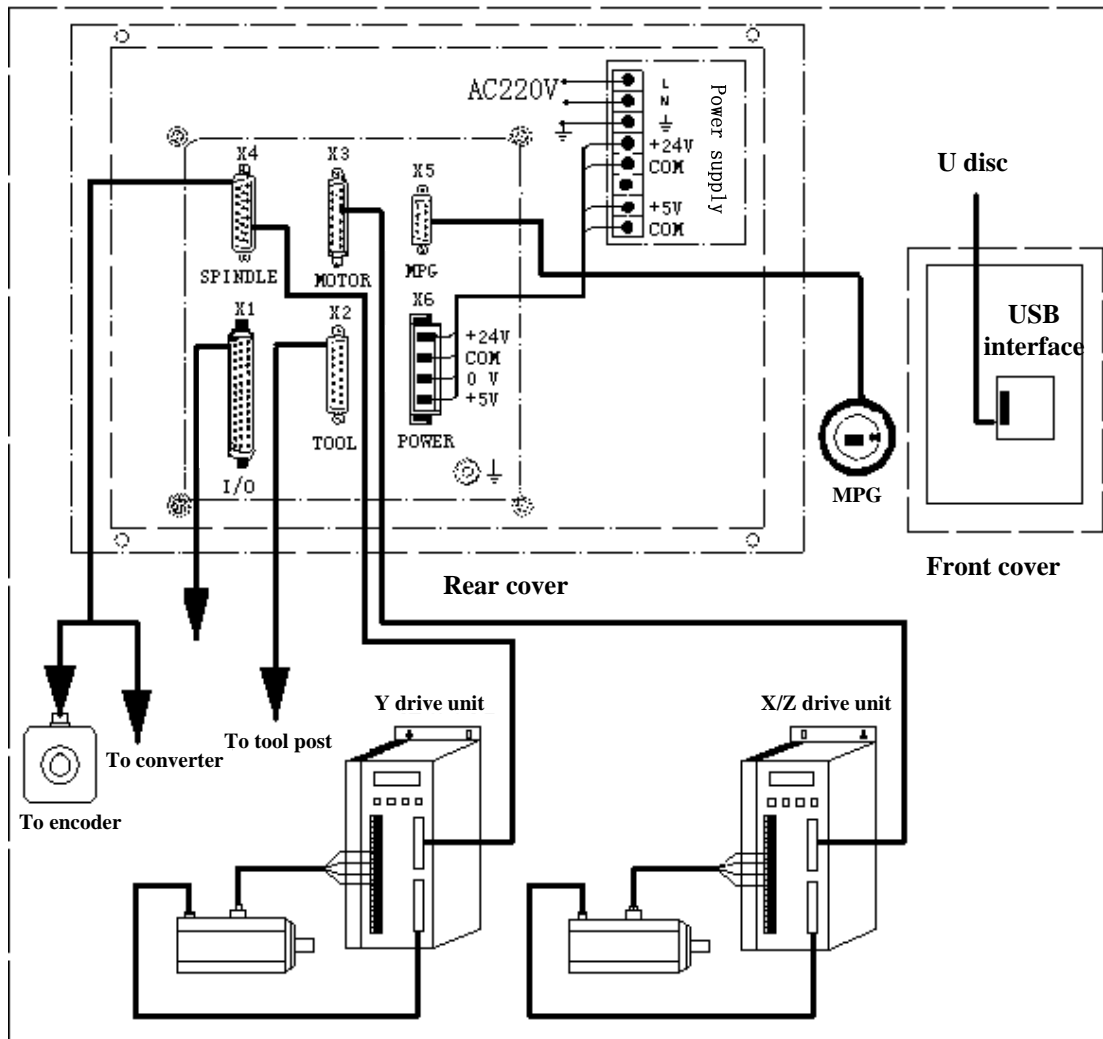 AC220V
L
N
+24V
COM
+5V
COM
Power supply
X4
X3
X5
SPINDLE
MOTOR
MPG
X1
X2
X6
+24V
COM
0 V
+5V
TOOL
POWER
I/O
U disc
USB
interface
MPG
Rear cover
Front cover
Y drive unit
X/Z drive unit
To tool post
To converter
To encoder